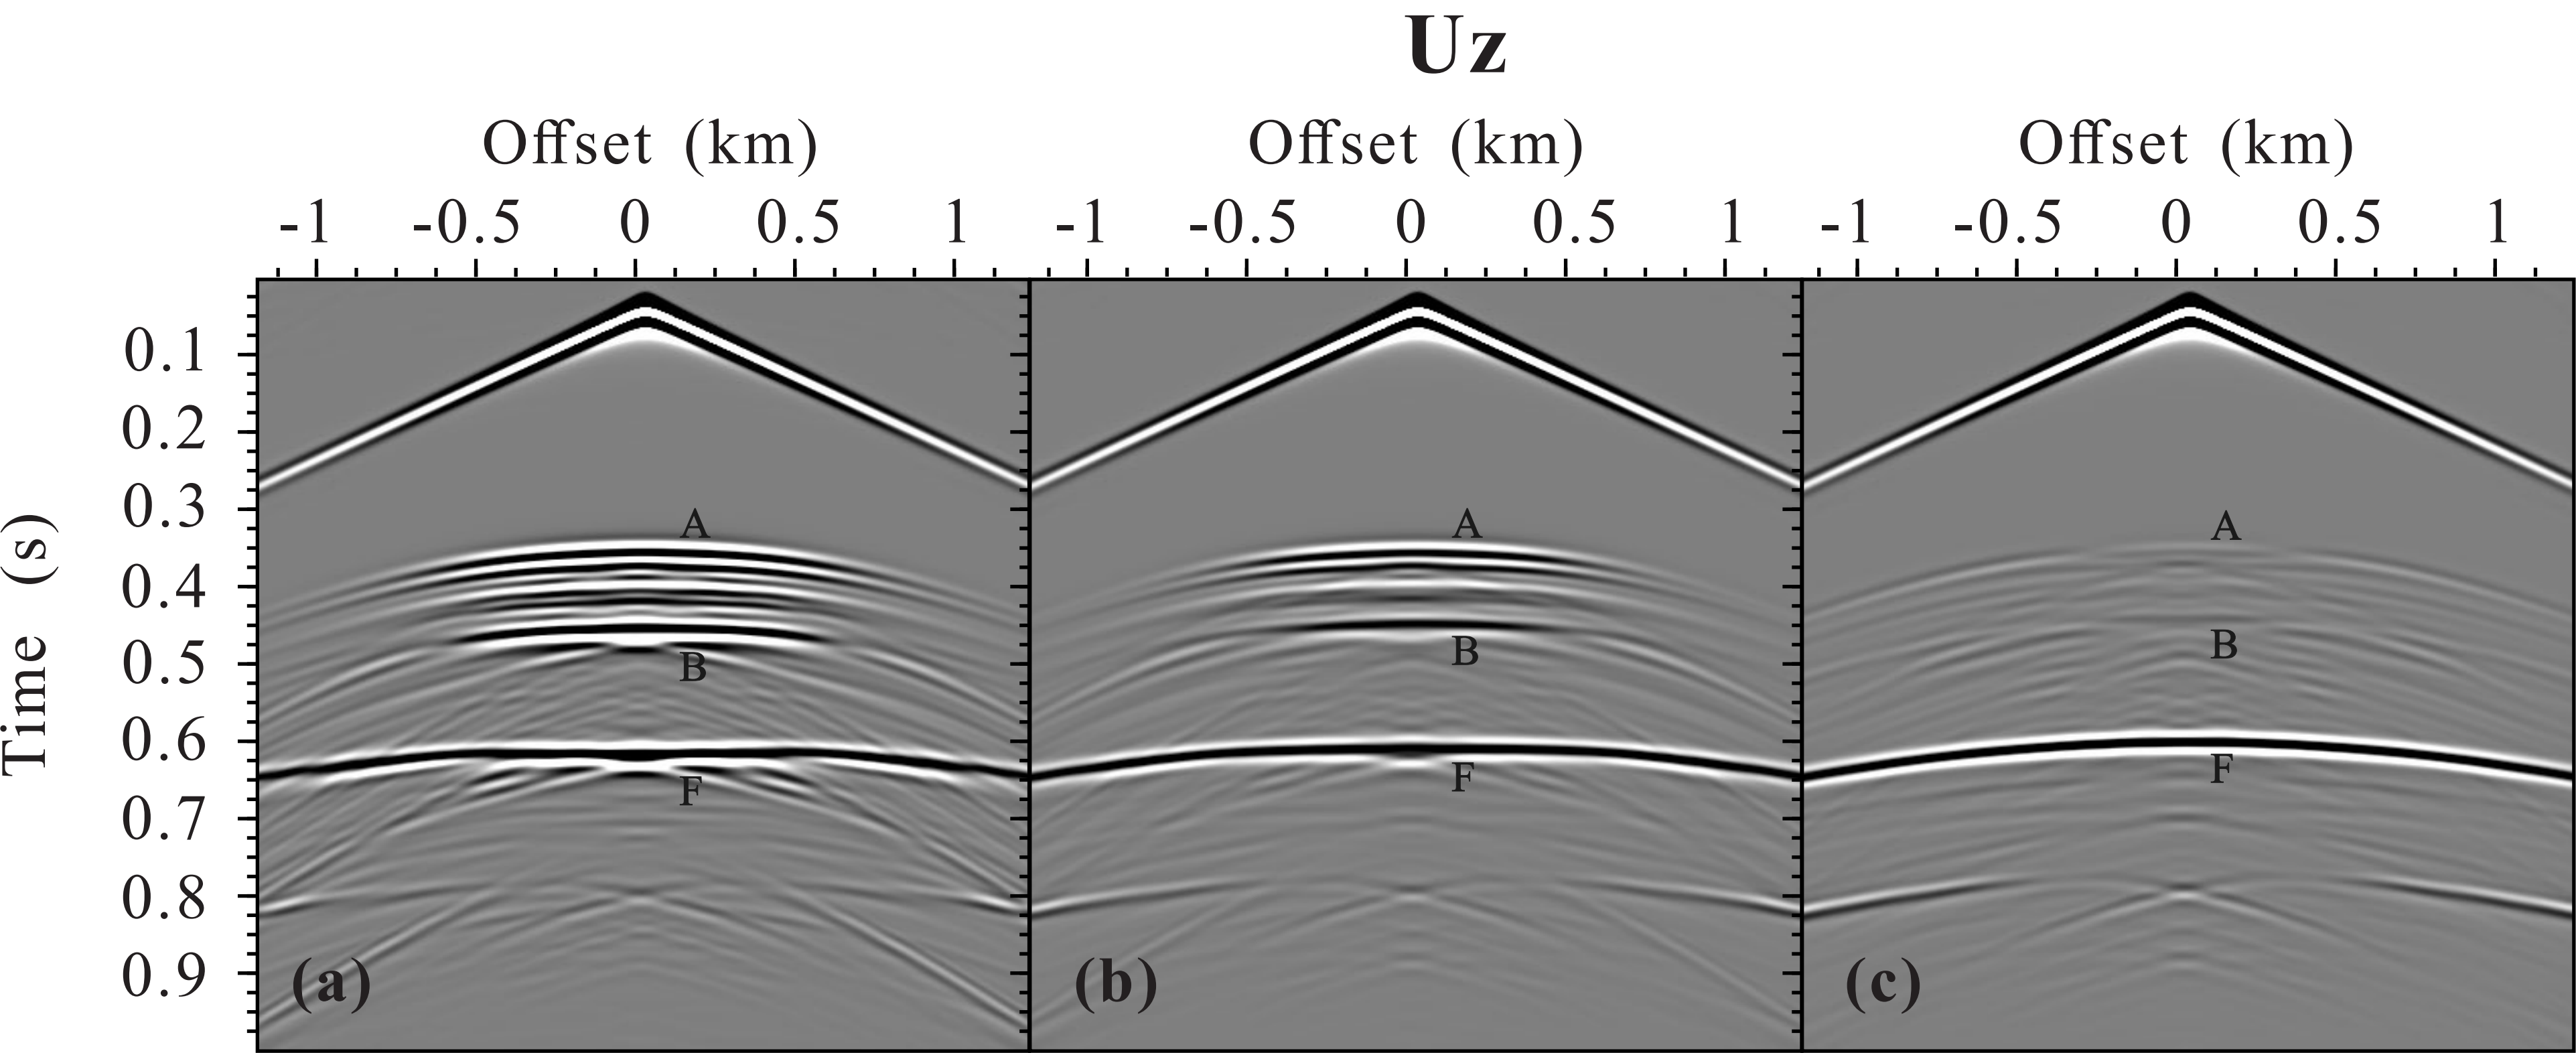 Uz
Offset (km) Offset (km) Offset (km)
-1 -0.5 0 0.5 1 -1 -0.5 0 0.5 1 -1 -0.5 0 0.5 1
Time (s)
0.1
0.2
0.3
A A A
0.4
0.5
B B B
0.6
F F F
0.7
0.8
0.9
(a) (b) (c)